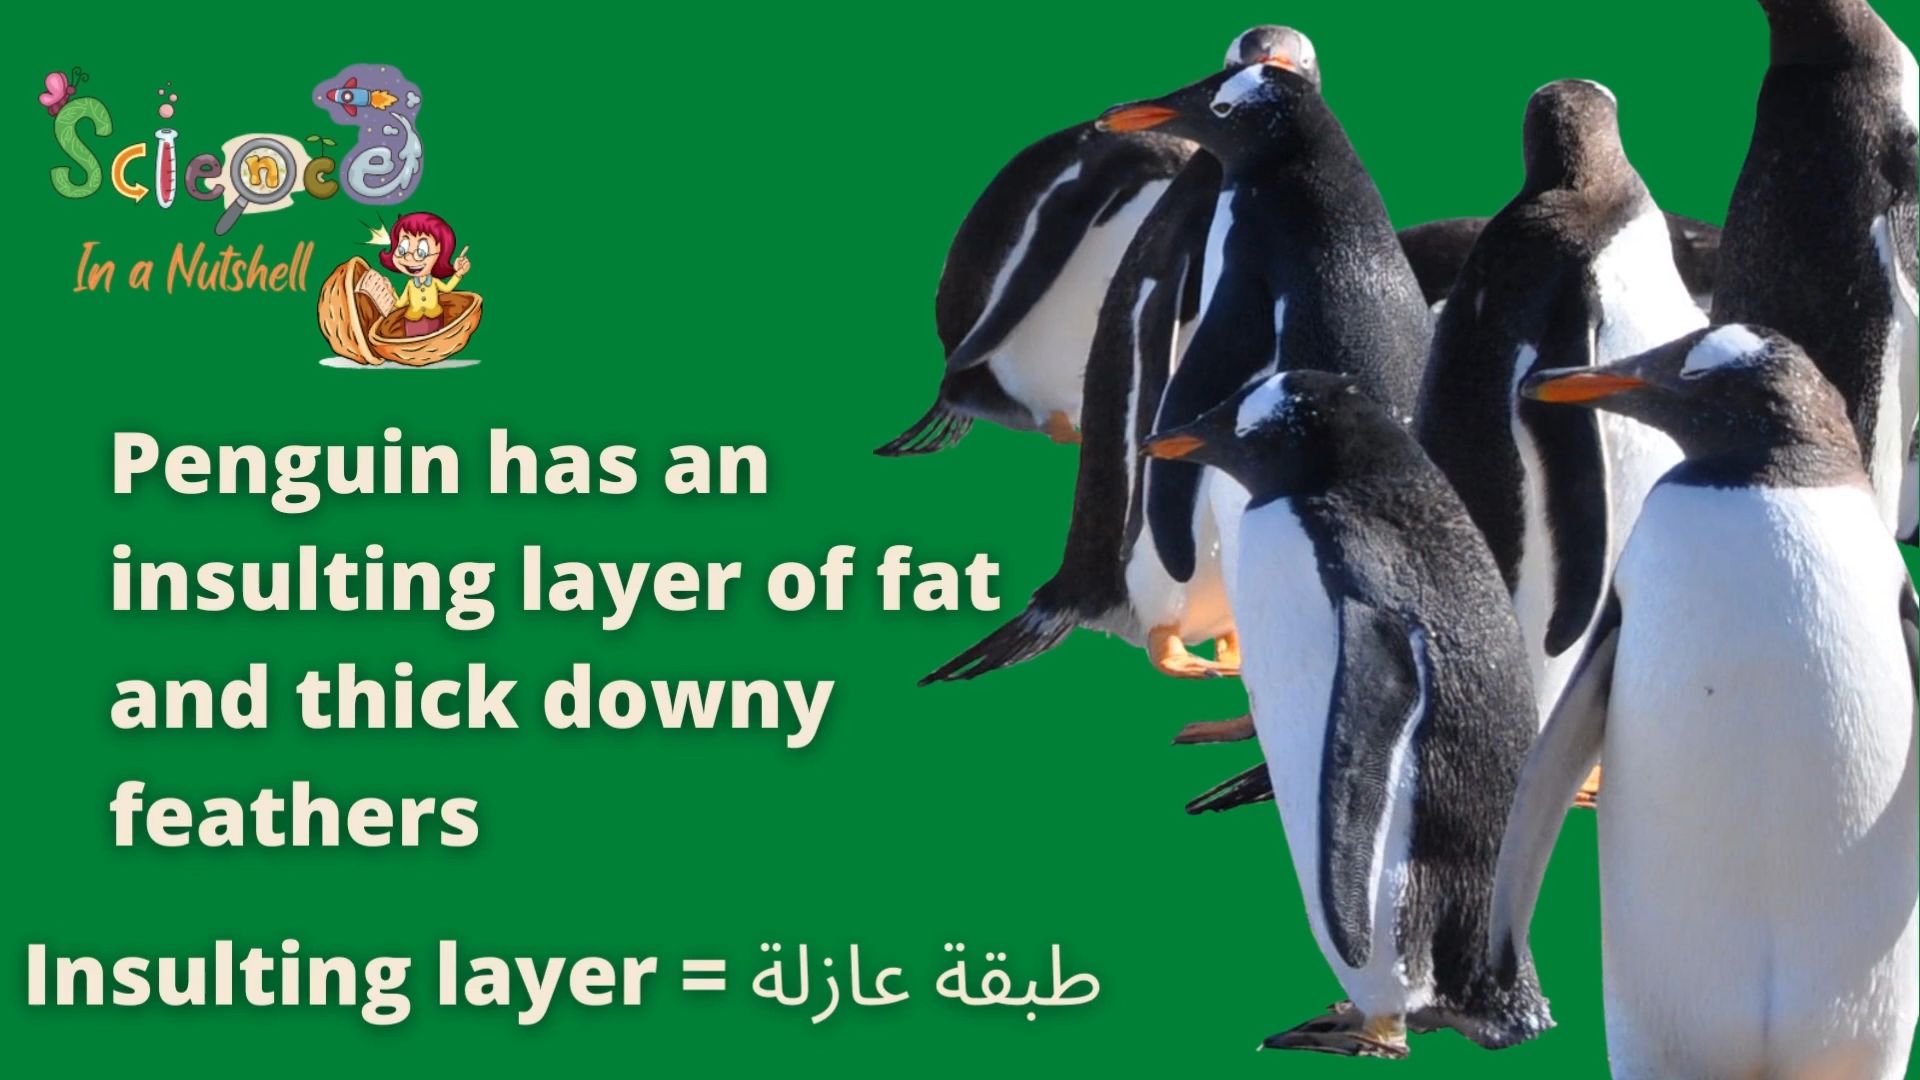 Science
In a Nutshell
Penguin has an
insulting layer of fat
and thick downy
feathers
Insulting layer = طبقة عازلة